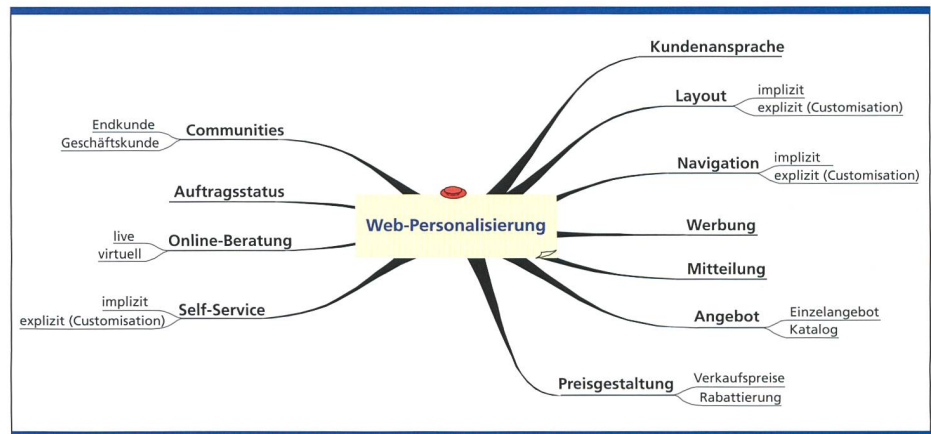 Kundenansprache
Layout
implizit
explizit (Customisation)
Navigation
implizit
explizit (Customisation)
Werbung
Mitteilung
Angebot
Einzelangebot
Katalog
Preisgestaltung
Verkaufspreise
Rabattierung
Web-Personalisierung
Communities
Endkunde
Geschäftskunde
Auftragsstatus
Online-Beratung
live
virtuell
Self-Service
implizit
explizit (Customisation)